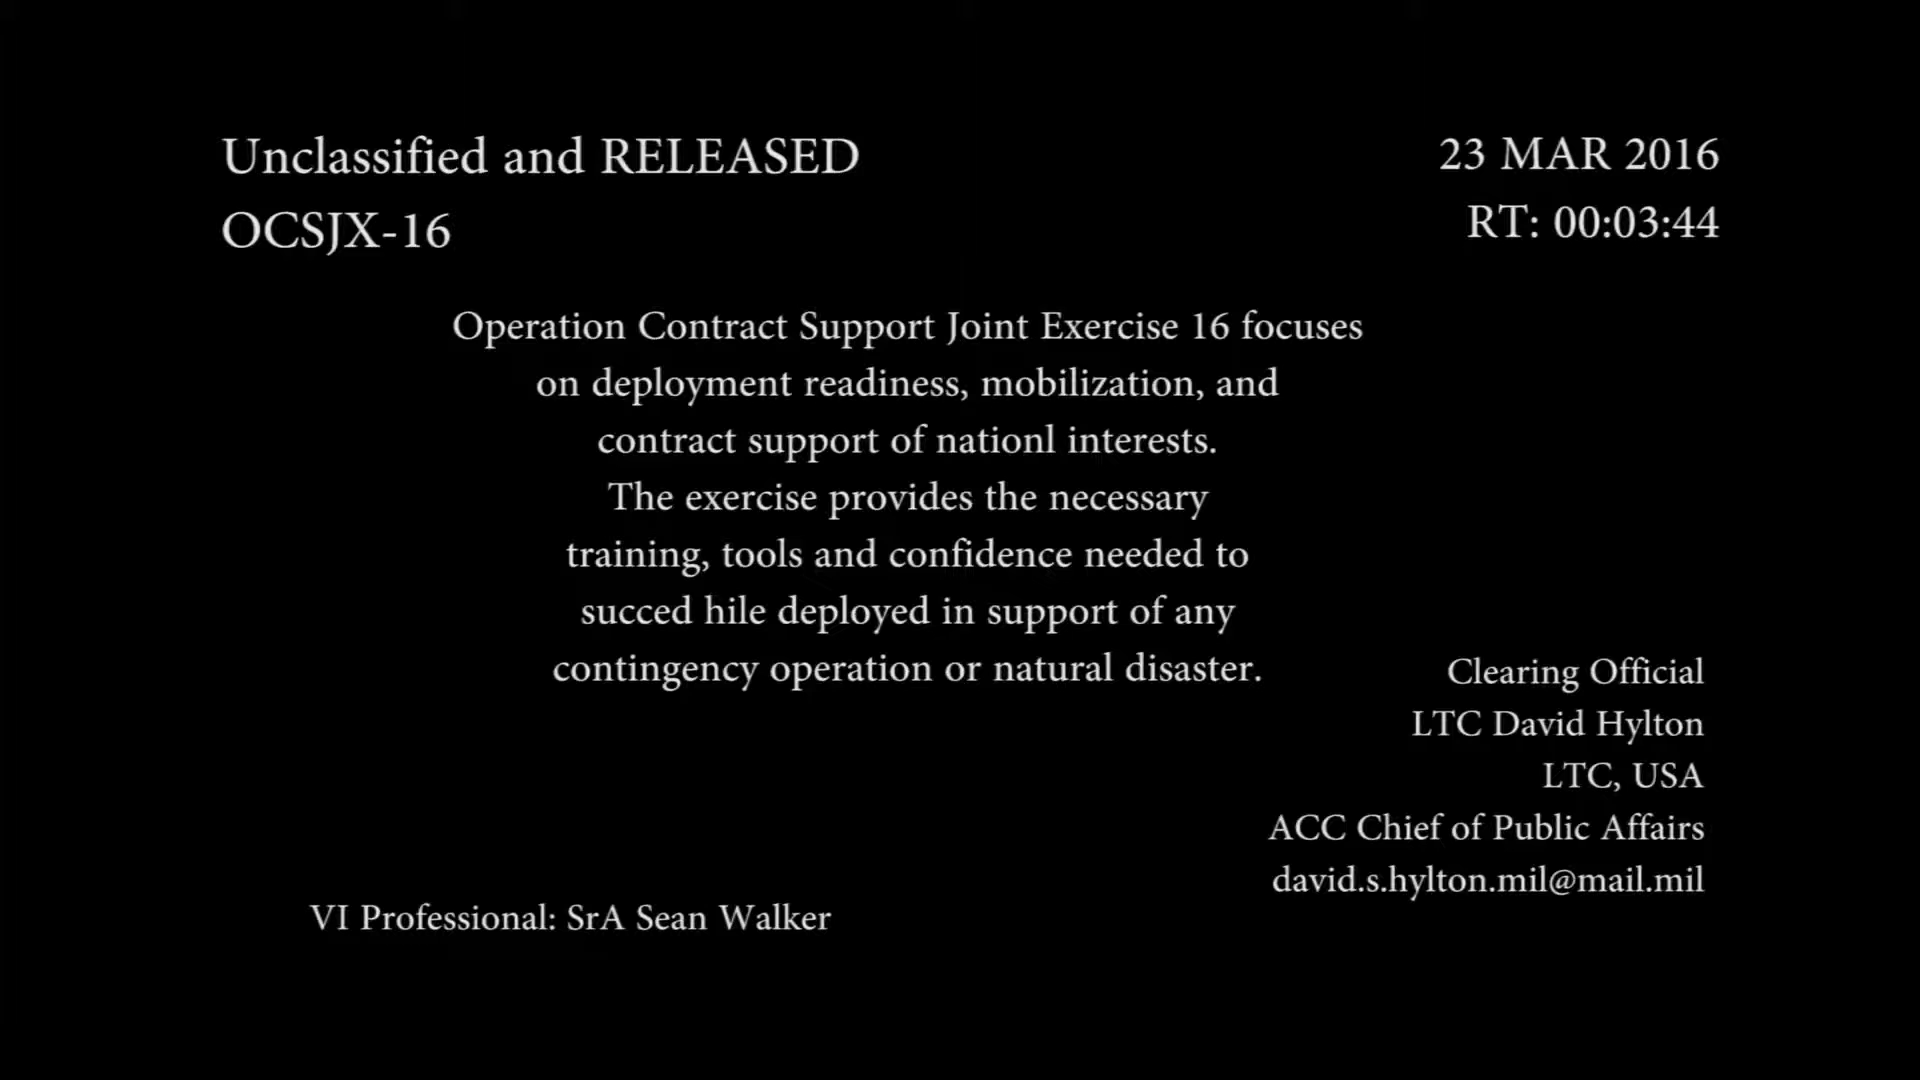 Unclassified and RELEASED
OCSJX-16
23 MAR 2016
RT: 00:03:44
Operation Contract Support Joint Exercise 16 focuses
on deployment readiness, mobilization, and
contract support of nationl interests.
The exercise provides the necessary
training, tools and confidence needed to
succed hile deployed in support of any
contingency operation or natural disaster.
Clearing Official
LTC David Hylton
LTC, USA
ACC Chief of Public Affairs
david.s.hylton.mil@mail.mil
VI Professional: SrA Sean Walker